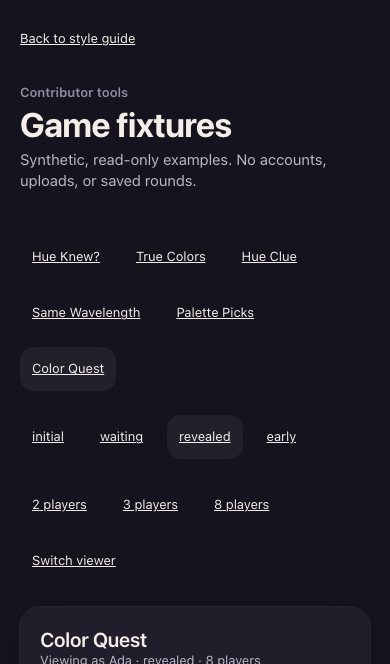 Back to style guide
Contributor tools
Game fixtures
Synthetic, read-only examples. No accounts,
uploads, or saved rounds.
Hue Knew? True Colors Hue Clue
Same Wavelength Palette Picks
Color Quest
initial waiting revealed early
2 players 3 players 8 players
Switch viewer
Color Quest
Viewing as Ada · revealed · 8 players